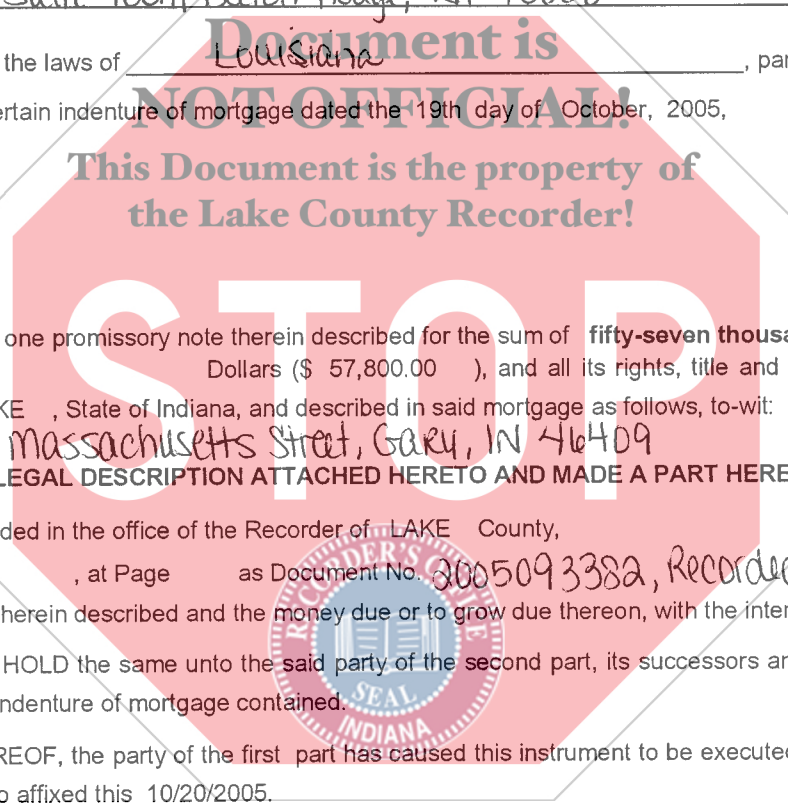 the laws of Louisiana, par
Document is
ertain indenture of mortgage dated the 19th day of October, 2005,
NOT OFFICIAL!
This Document is the property of
the Lake County Recorder!
STOP
one promissory note therein described for the sum of fifty-seven thousa
Dollars ($ 57,800.00 ), and all its rights, title and
KE , State of Indiana, and described in said mortgage as follows, to-wit:
Massachusetts Street, Gary, IN 46409
LEGAL DESCRIPTION ATTACHED HERETO AND MADE A PART HERE
ded in the office of the Recorder of LAKE County,
, at Page as Document No. 2005093382, Recorded
herein described and the money due or to grow due thereon, with the inter
HOLD the same unto the said party of the second part, its successors an
ndenture of mortgage contained.
RECORDER'S OFFICE
SEAL
INDIANA
REOF, the party of the first part has caused this instrument to be executed
o affixed this 10/20/2005.